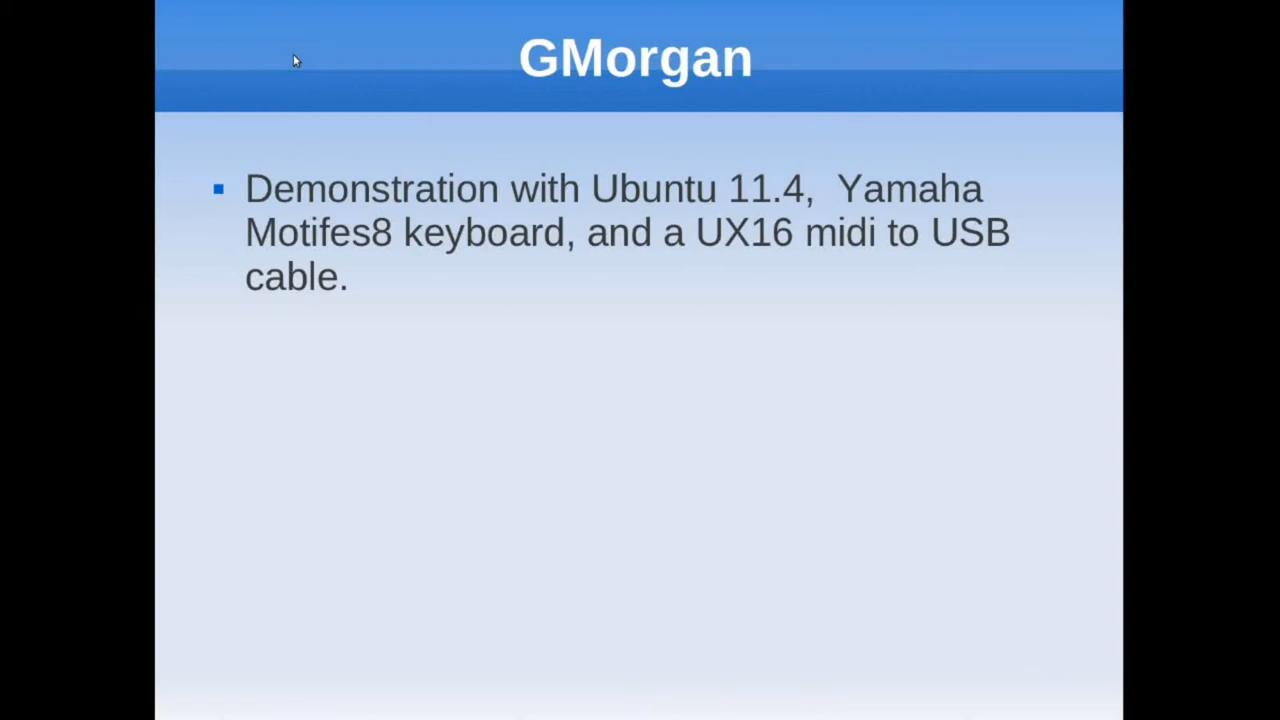 GMorgan
Demonstration with Ubuntu 11.4,  Yamaha
Motifes8 keyboard, and a UX16 midi to USB
cable.